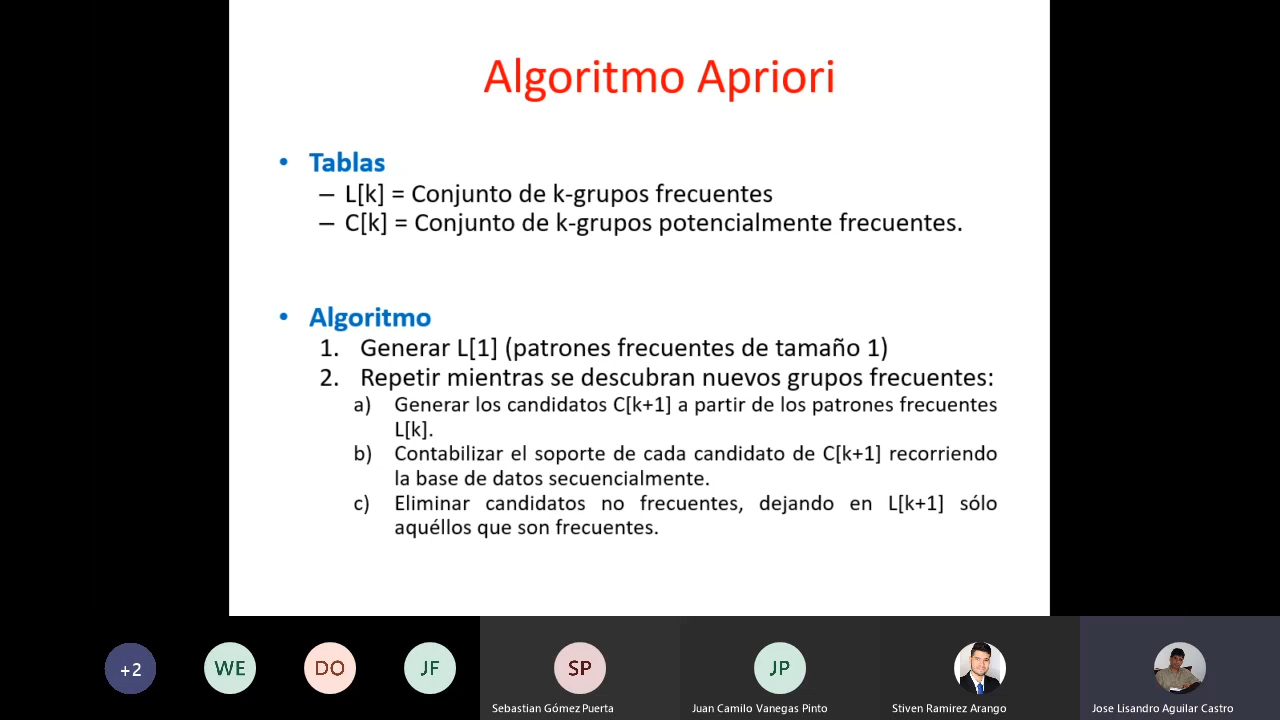 Algoritmo Apriori
• Tablas
– L[k] = Conjunto de k-grupos frecuentes
– C[k] = Conjunto de k-grupos potencialmente frecuentes.
• Algoritmo
1. Generar L[1] (patrones frecuentes de tamaño 1)
2. Repetir mientras se descubran nuevos grupos frecuentes:
a) Generar los candidatos C[k+1] a partir de los patrones frecuentes
L[k].
b) Contabilizar el soporte de cada candidato de C[k+1] recorriendo
la base de datos secuencialmente.
c) Eliminar candidatos no frecuentes, dejando en L[k+1] sólo
aquéllos que son frecuentes.
+2
WE
DO
JF
SP
JP
Sebastian Gómez Puerta
Juan Camilo Vanegas Pinto
Stiven Ramirez Arango
Jose Lisandro Aguilar Castro